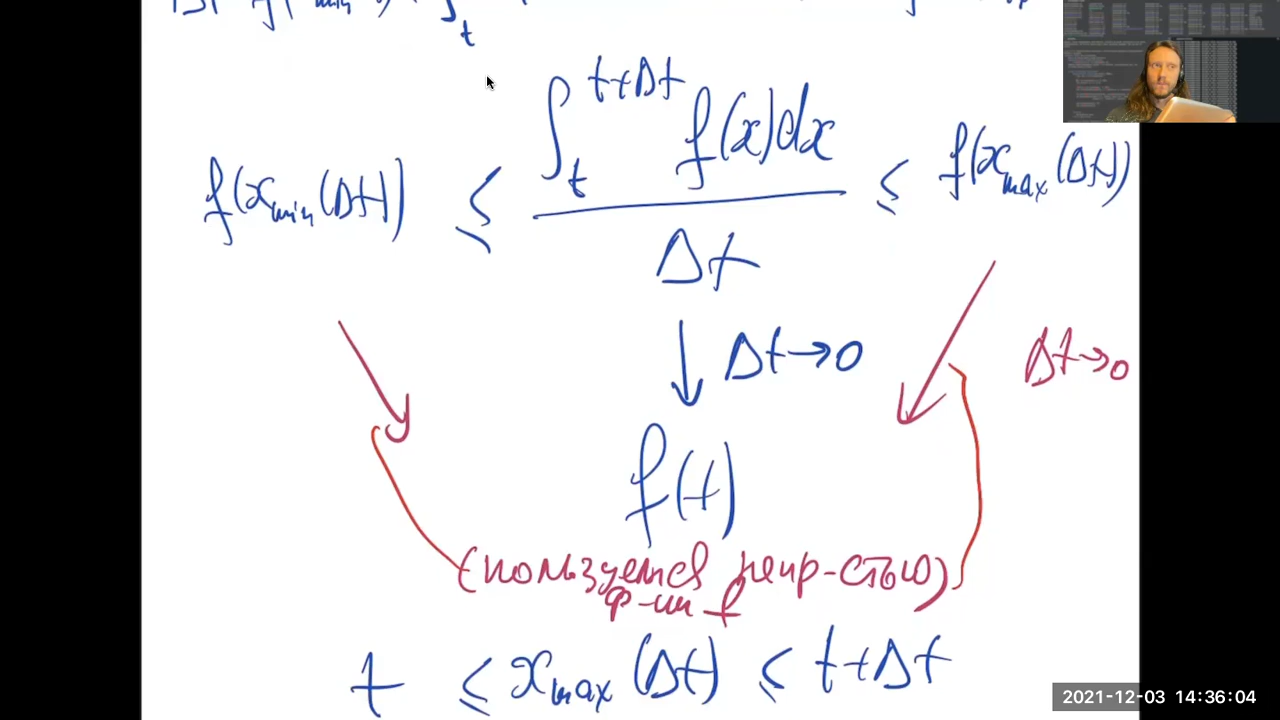 f(x_min(Δt)) ≤ ∫_t^{t+Δt} f(x)dx / Δt ≤ f(x_max(Δt))
↓ Δt→0
Δt→0
f(t)
(пользуемся непр-стью
ф-ии f)
t ≤ x_max(Δt) ≤ t+Δt
2021-12-03 14:36:04